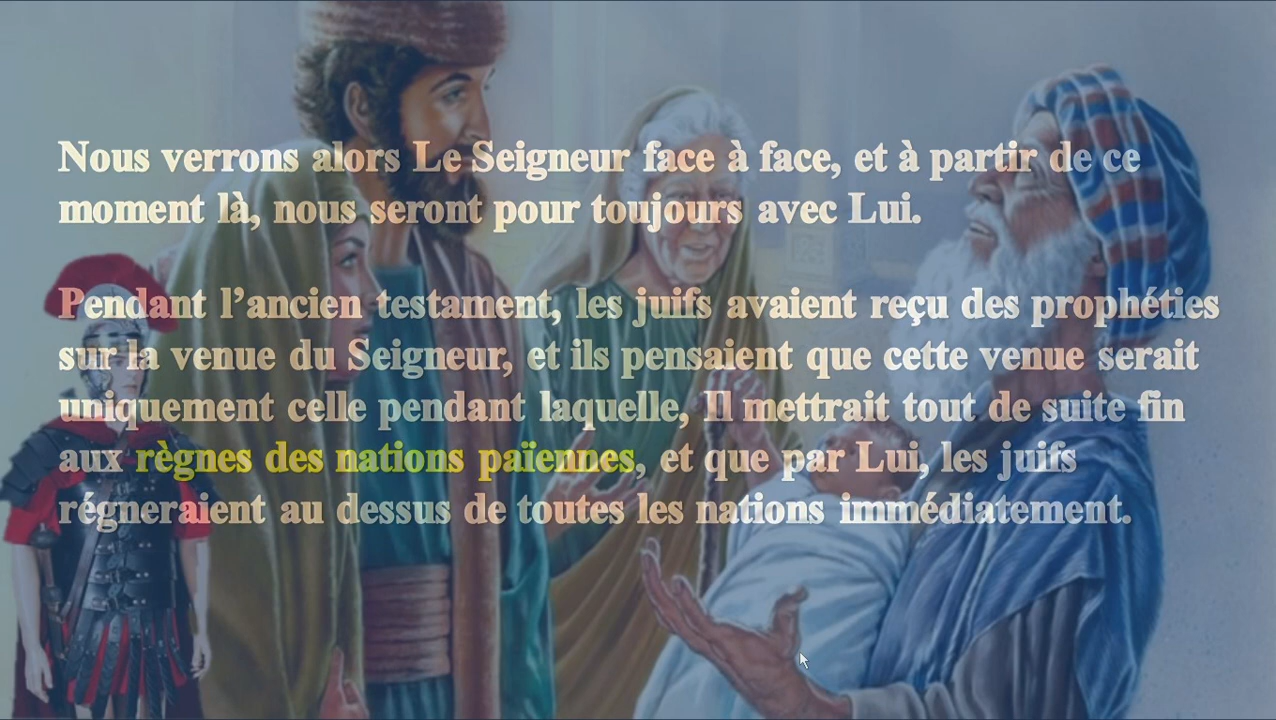 Nous verrons alors Le Seigneur face à face, et à partir de ce
moment là, nous seront pour toujours avec Lui.
Pendant l’ancien testament, les juifs avaient reçu des prophéties
sur la venue du Seigneur, et ils pensaient que cette venue serait
uniquement celle pendant laquelle, Il mettrait tout de suite fin
aux règnes des nations païennes, et que par Lui, les juifs
régneraient au dessus de toutes les nations immédiatement.